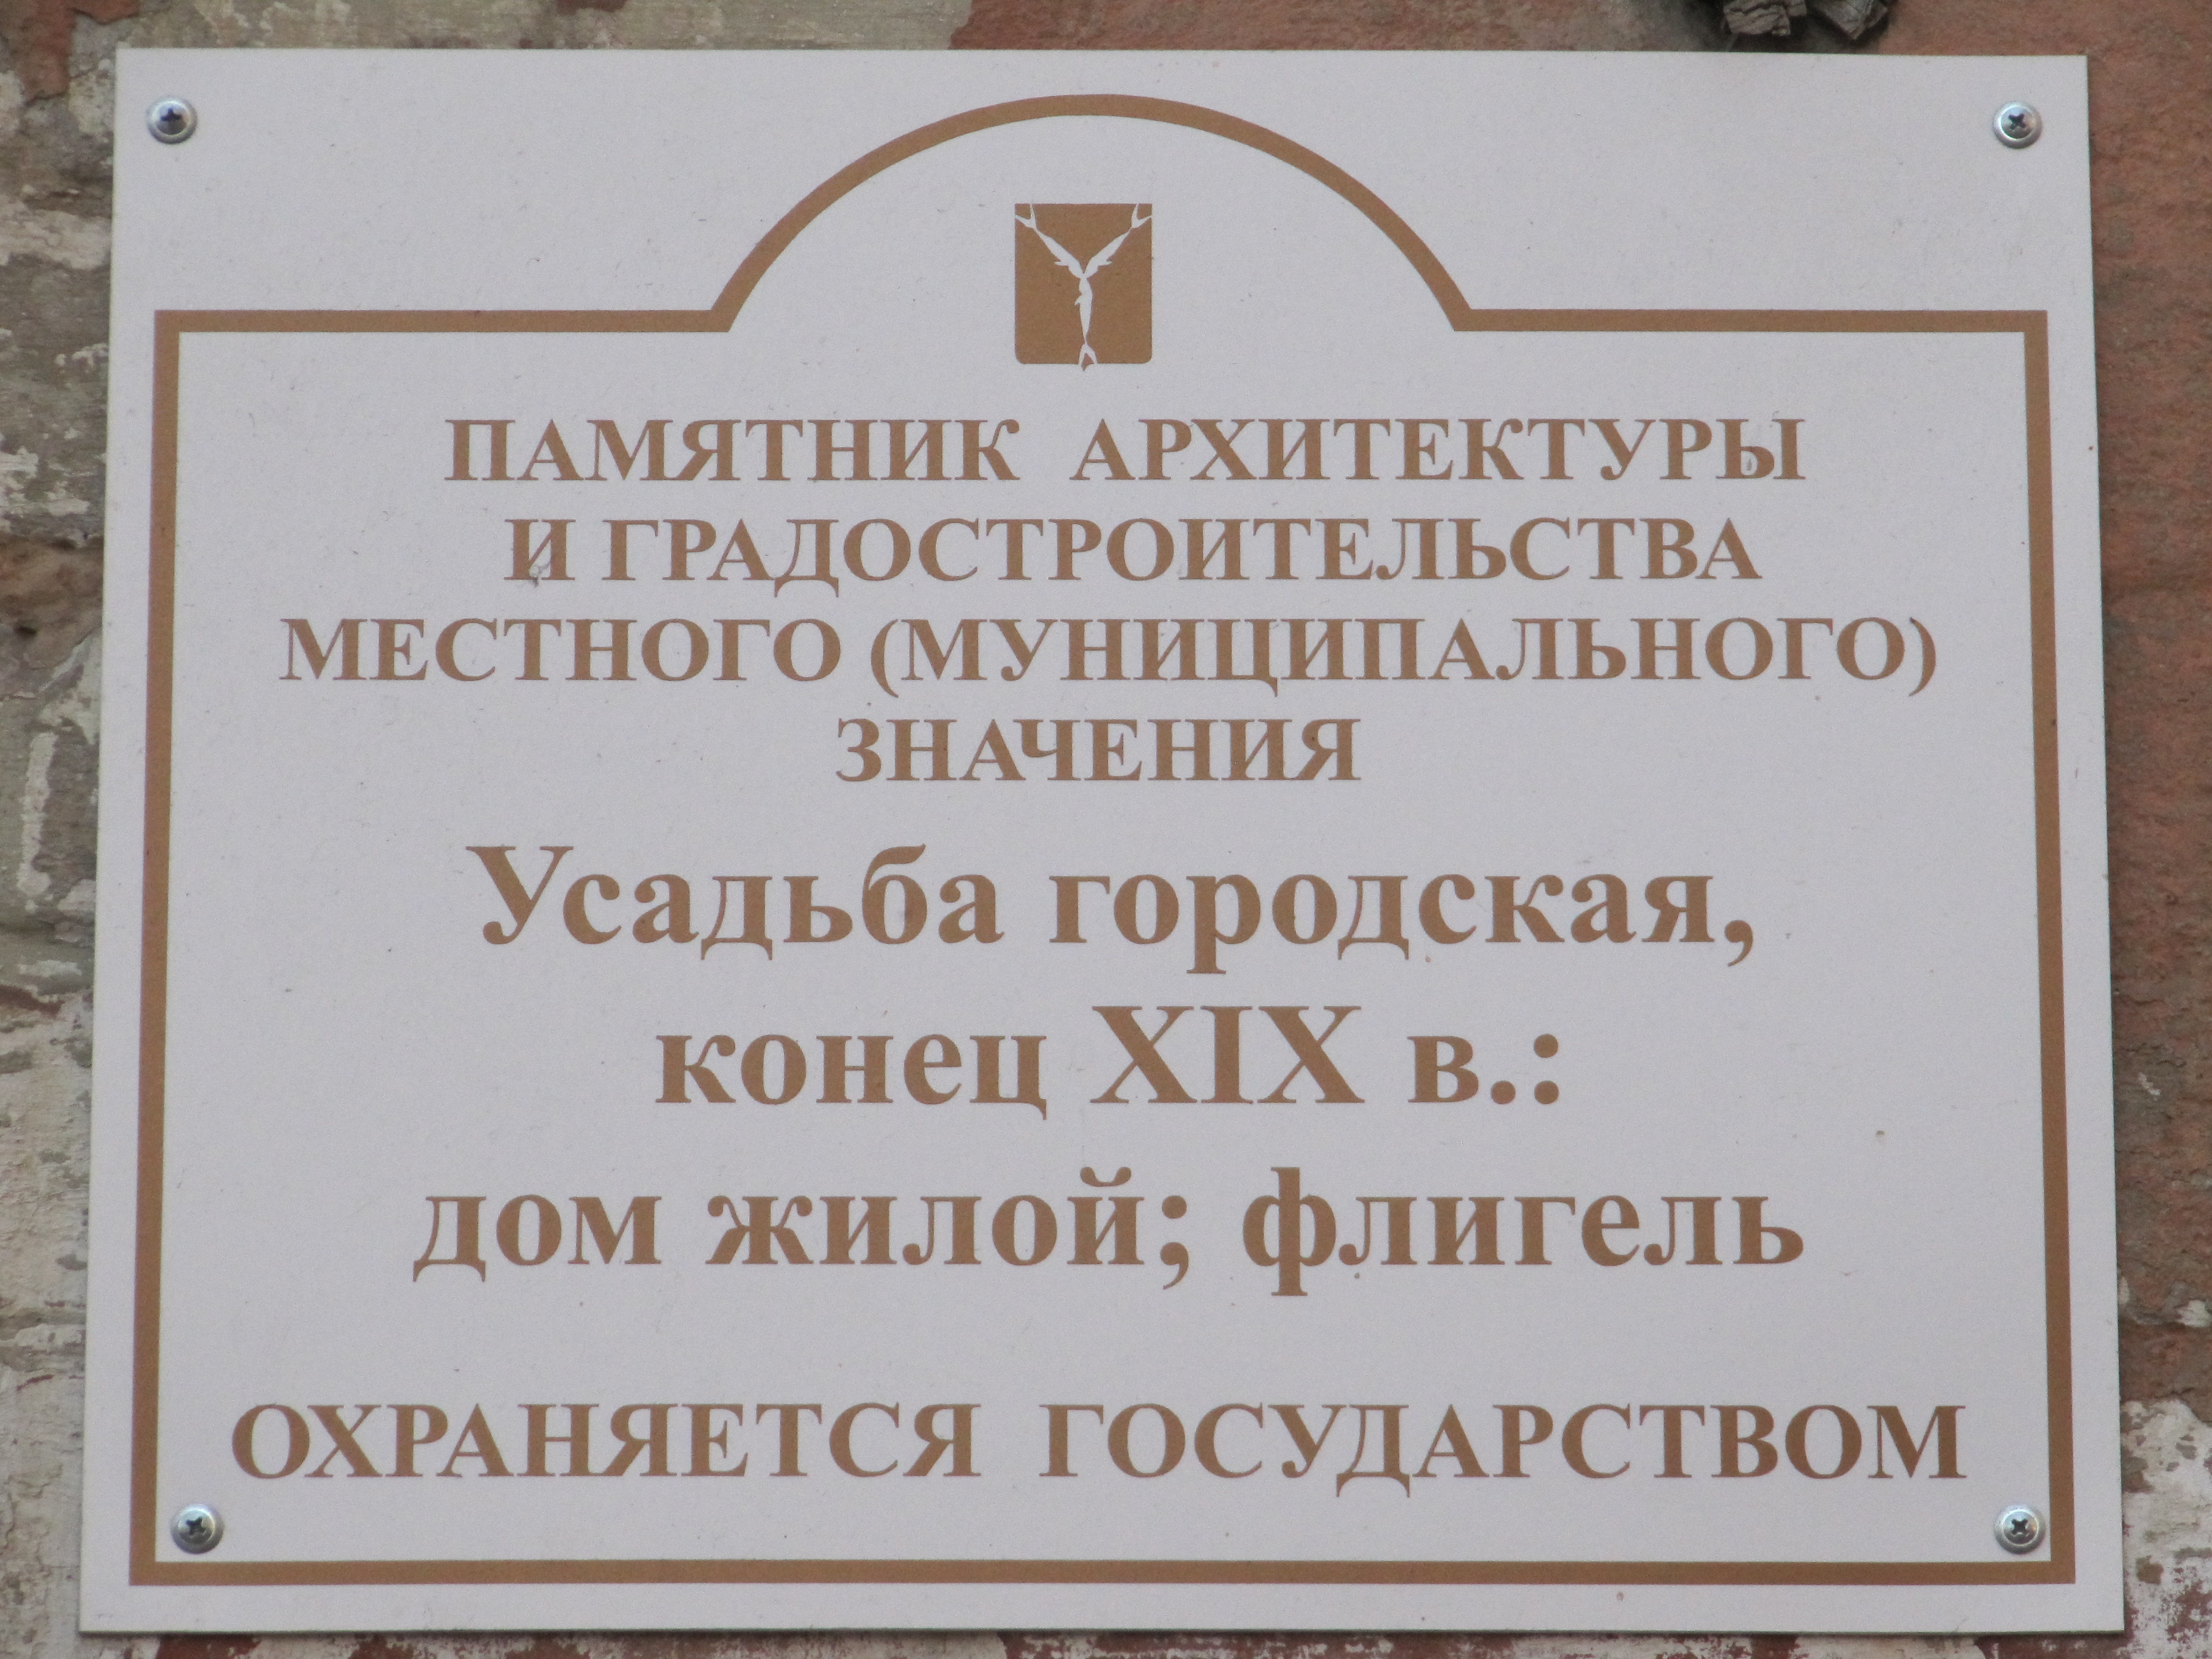 ПАМЯТНИК АРХИТЕКТУРЫ
И ГРАДОСТРОИТЕЛЬСТВА
МЕСТНОГО (МУНИЦИПАЛЬНОГО)
ЗНАЧЕНИЯ
Усадьба городская,
конец XIX в.:
дом жилой; флигель
ОХРАНЯЕТСЯ ГОСУДАРСТВОМ